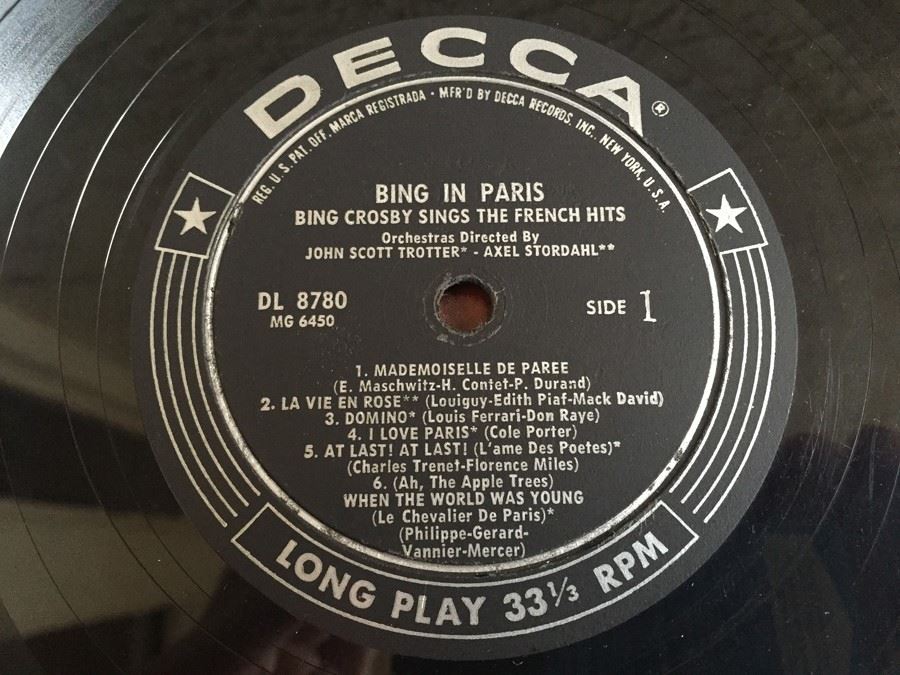 DECCA®
REG. U.S. PAT. OFF. MARCA REGISTRADA · MFR'D BY DECCA RECORDS, INC., NEW YORK, U.S.A.
BING IN PARIS
BING CROSBY SINGS THE FRENCH HITS
Orchestras Directed By
JOHN SCOTT TROTTER* - AXEL STORDAHL**
DL 8780
MG 6450
SIDE 1
1. MADEMOISELLE DE PAREE
(E. Maschwitz-H. Contet-P. Durand)
2. LA VIE EN ROSE** (Louiguy-Edith Piaf-Mack David)
3. DOMINO* (Louis Ferrari-Don Raye)
4. I LOVE PARIS* (Cole Porter)
5. AT LAST! AT LAST! (L'ame Des Poetes)*
(Charles Trenet-Florence Miles)
6. (Ah, The Apple Trees)
WHEN THE WORLD WAS YOUNG
(Le Chevalier De Paris)*
(Philippe-Gerard-
Vannier-Mercer)
LONG PLAY 33⅓ RPM